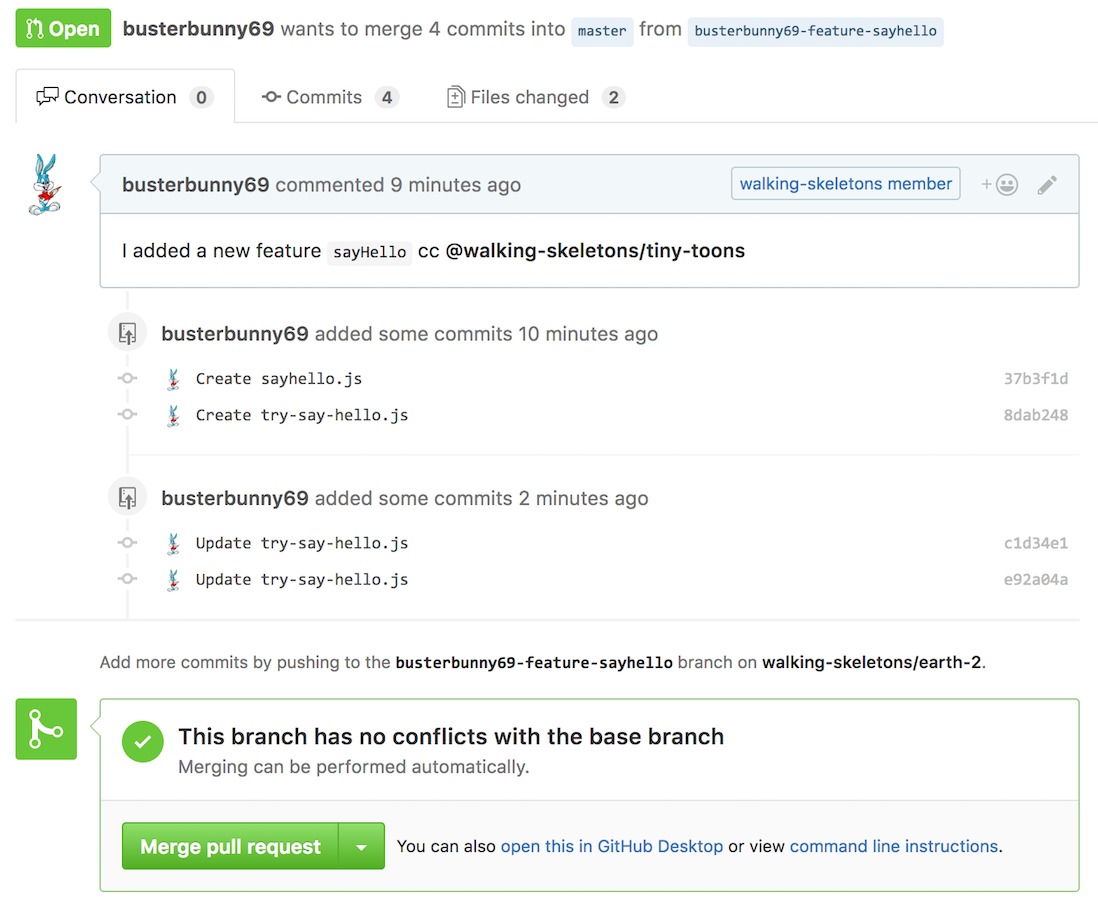 Open busterbunny69 wants to merge 4 commits into master from busterbunny69-feature-sayhello
Conversation 0 Commits 4 Files changed 2
busterbunny69 commented 9 minutes ago walking-skeletons member +
I added a new feature sayHello cc @walking-skeletons/tiny-toons
busterbunny69 added some commits 10 minutes ago
Create sayhello.js 37b3f1d
Create try-say-hello.js 8dab248
busterbunny69 added some commits 2 minutes ago
Update try-say-hello.js c1d34e1
Update try-say-hello.js e92a04a
Add more commits by pushing to the busterbunny69-feature-sayhello branch on walking-skeletons/earth-2.
This branch has no conflicts with the base branch
Merging can be performed automatically.
Merge pull request You can also open this in GitHub Desktop or view command line instructions.